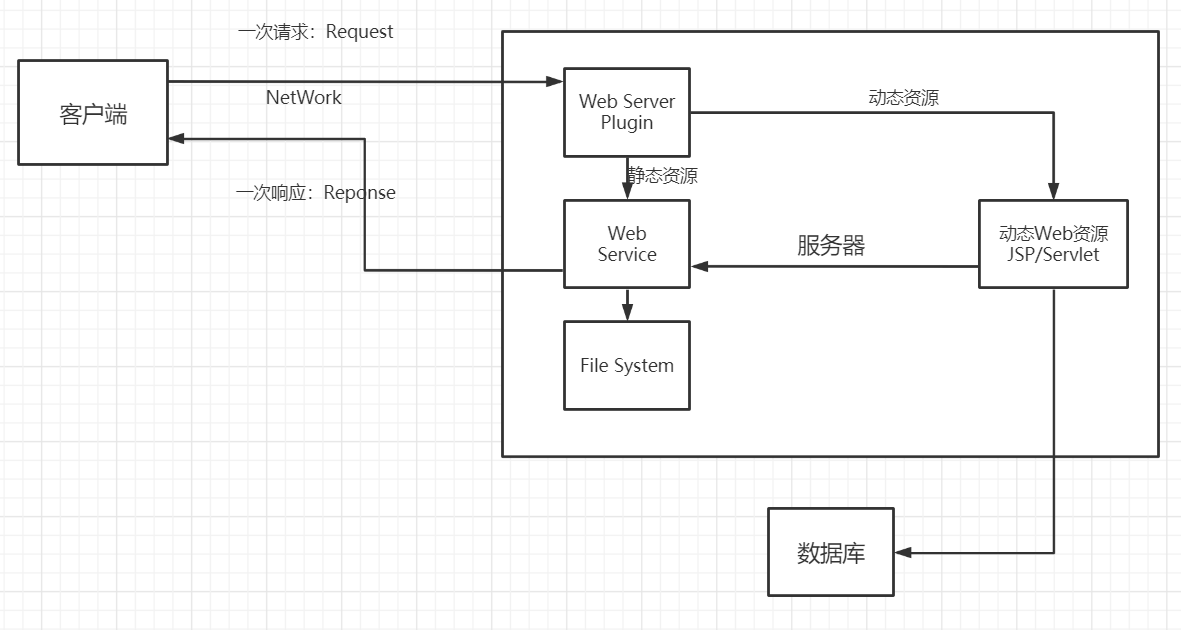 一次请求：Request
客户端
NetWork
一次响应：Reponse
Web Server
Plugin
动态资源
静态资源
Web
Service
服务器
动态Web资源
JSP/Servlet
File System
数据库